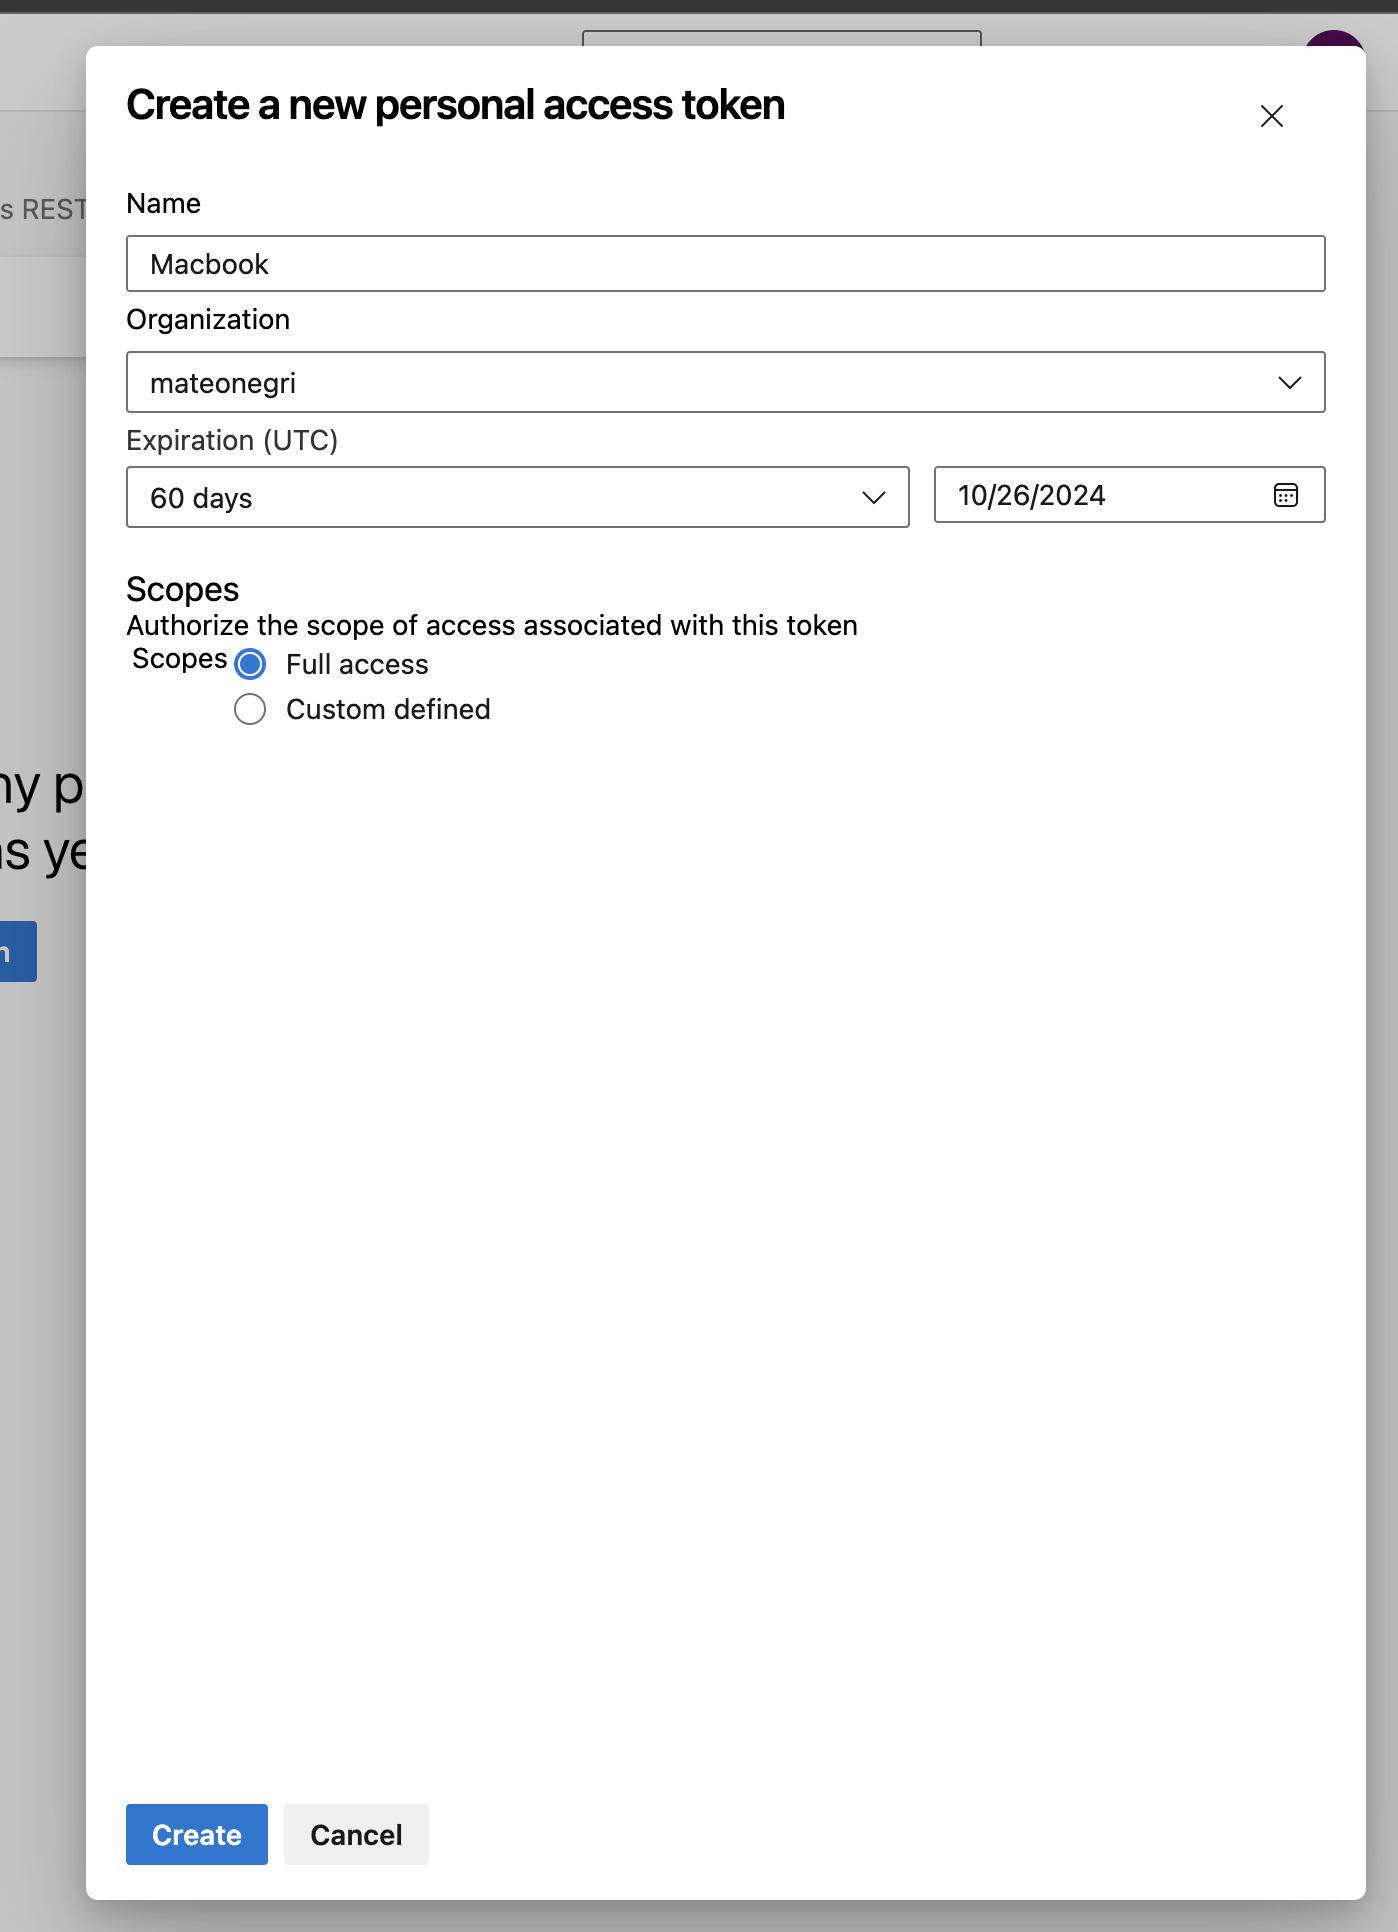 Create a new personal access token
s REST
Name
Macbook
Organization
mateonegri
Expiration (UTC)
60 days
10/26/2024
Scopes
Authorize the scope of access associated with this token
Scopes
Full access
Custom defined
ny p
ns ye
n
Create
Cancel